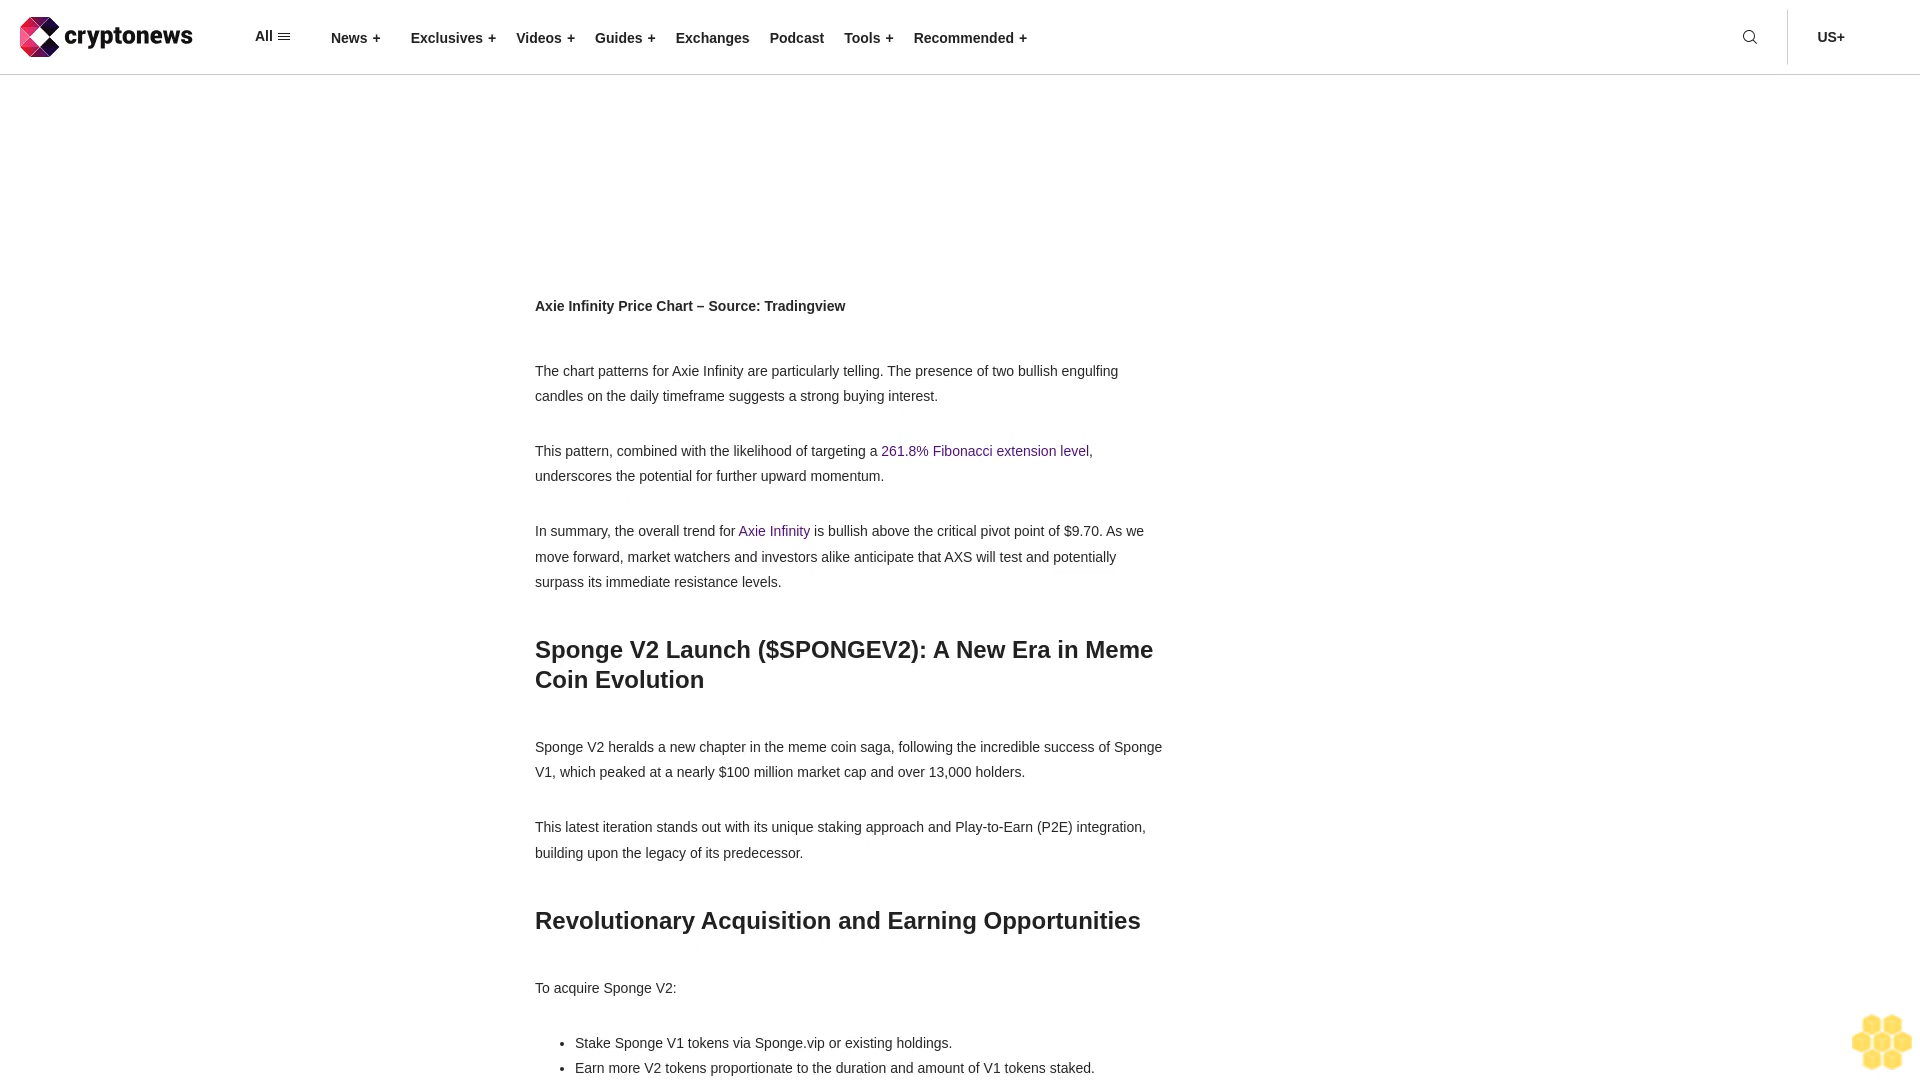 cryptonews
All
News +
Exclusives +
Videos +
Guides +
Exchanges
Podcast
Tools +
Recommended +
US+
Axie Infinity Price Chart – Source: Tradingview
The chart patterns for Axie Infinity are particularly telling. The presence of two bullish engulfing
candles on the daily timeframe suggests a strong buying interest.
This pattern, combined with the likelihood of targeting a 261.8% Fibonacci extension level,
underscores the potential for further upward momentum.
In summary, the overall trend for Axie Infinity is bullish above the critical pivot point of $9.70. As we
move forward, market watchers and investors alike anticipate that AXS will test and potentially
surpass its immediate resistance levels.
Sponge V2 Launch ($SPONGEV2): A New Era in Meme
Coin Evolution
Sponge V2 heralds a new chapter in the meme coin saga, following the incredible success of Sponge
V1, which peaked at a nearly $100 million market cap and over 13,000 holders.
This latest iteration stands out with its unique staking approach and Play-to-Earn (P2E) integration,
building upon the legacy of its predecessor.
Revolutionary Acquisition and Earning Opportunities
To acquire Sponge V2:
• Stake Sponge V1 tokens via Sponge.vip or existing holdings.
• Earn more V2 tokens proportionate to the duration and amount of V1 tokens staked.